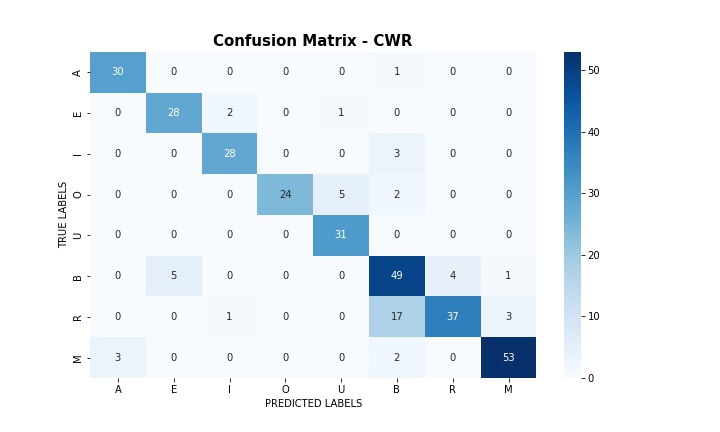 Confusion Matrix - CWR
TRUE LABELS
A 30 0 0 0 0 1 0 0
E 0 28 2 0 1 0 0 0
I 0 0 28 0 0 3 0 0
O 0 0 0 24 5 2 0 0
U 0 0 0 0 31 0 0 0
B 0 5 0 0 0 49 4 1
R 0 0 1 0 0 17 37 3
M 3 0 0 0 0 2 0 53
A E I O U B R M
PREDICTED LABELS
50
40
30
20
10
0